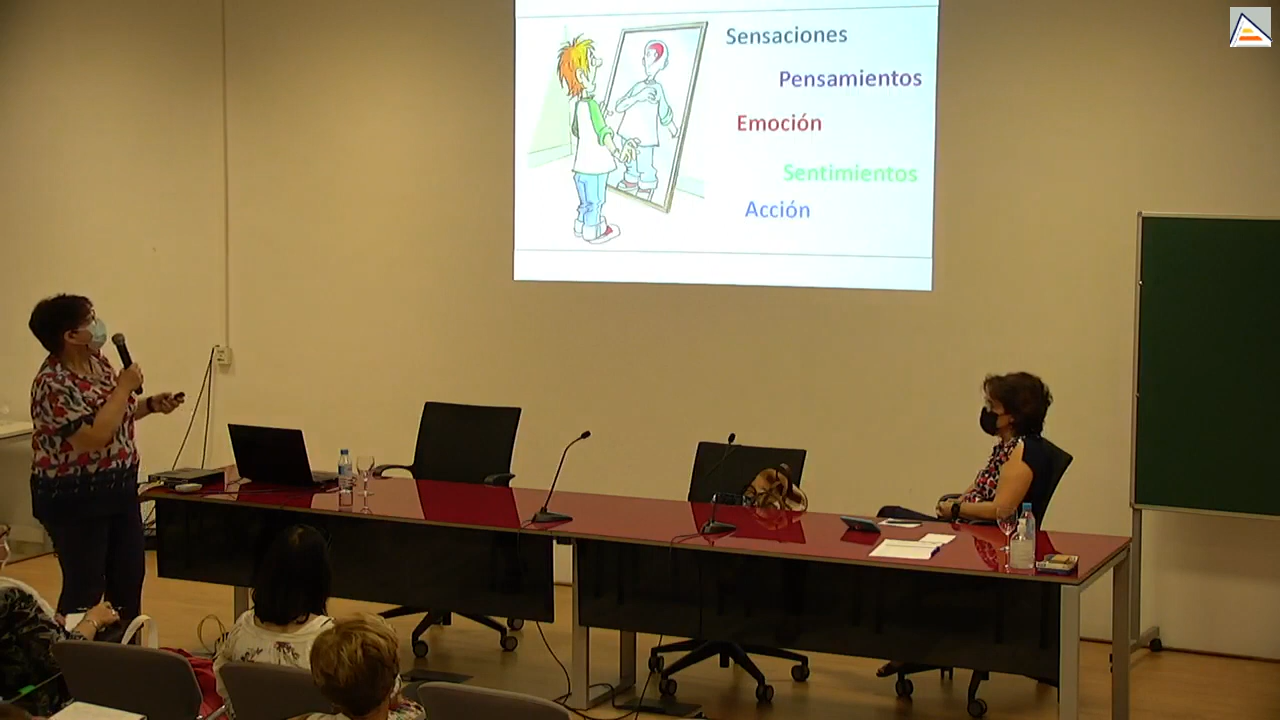 Sensaciones
Pensamientos
Emoción
Sentimientos
Acción